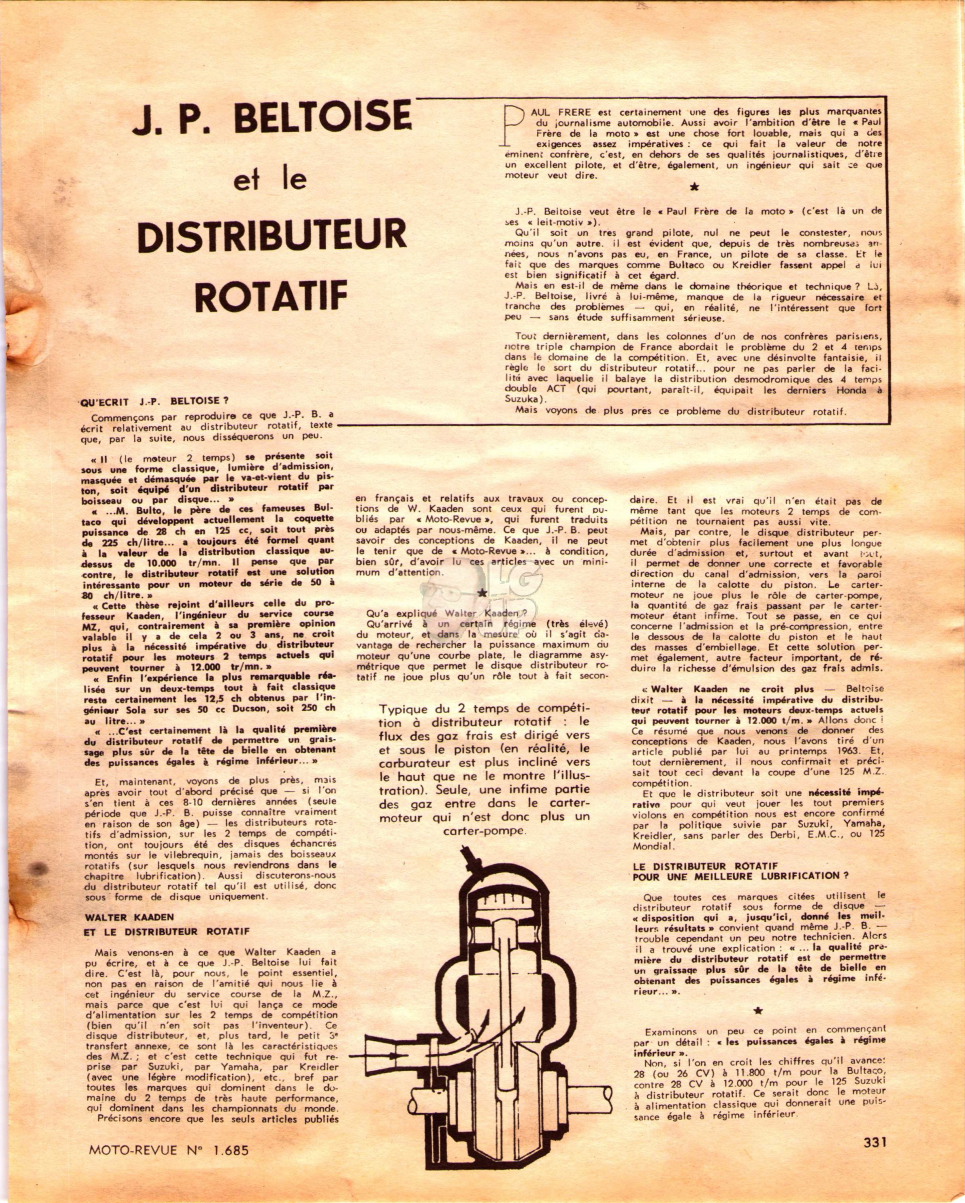 J. P. BELTOISE
et le
DISTRIBUTEUR
ROTATIF
PAUL FRERE est certainement une des figures les plus marquantes
du journalisme automobile. Aussi avoir l'ambition d'être le « Paul
Frère de la moto » est une chose fort louable, mais qui a des
exigences assez impératives : ce qui fait la valeur de notre
éminent confrère, c'est, en dehors de ses qualités journalistiques, d'être
un excellent pilote, et d'être, également, un ingénieur qui sait ce que
moteur veut dire.
★
J.-P. Beltoise veut être le « Paul Frère de la moto » (c'est là un de
ses « leit-motiv »).
Qu'il soit un tres grand pilote, nul ne peut le constester, nous
moins qu'un autre. il est évident que, depuis de très nombreuses an-
nées, nous n'avons pas eu, en France, un pilote de sa classe. Et le
fait que des marques comme Bultaco ou Kreidler fassent appel à lui
est bien significatif à cet égard.
Mais en est-il de même dans le domaine théorique et technique ? Là,
J.-P. Beltoise, livré à lui-même, manque de la rigueur nécessaire et
tranche des problèmes — qui, en réalité, ne l'intéressent que fort
peu — sans étude suffisamment sérieuse.
Tout dernièrement, dans les colonnes d'un de nos confrères parisiens,
notre triple champion de France abordait le problème du 2 et 4 temps
dans le domaine de la compétition. Et, avec une désinvolte fantaisie, il
règle le sort du distributeur rotatif... pour ne pas parler de la faci-
lité avec laquelle il balaye la distribution desmodromique des 4 temps
double ACT (qui pourtant, paraît-il, équipait les derniers Honda à
Suzuka).
Mais voyons de plus près ce problème du distributeur rotatif.
QU'ECRIT J.-P. BELTOISE ?
Commençons par reproduire ce que J.-P. B. a
écrit relativement au distributeur rotatif, texte
que, par la suite, nous disséquerons un peu.
« Il (le moteur 2 temps) se présente soit
sous une forme classique, lumière d'admission,
masquée et démasquée par le va-et-vient du pis-
ton, soit équipé d'un distributeur rotatif par
boisseau ou par disque... »
« ...M. Bulto, le père de ces fameuses Bul-
taco qui développent actuellement la coquette
puissance de 28 ch en 125 cc, soit tout près
de 225 ch/litre... a toujours été formel quant
à la valeur de la distribution classique au-
dessus de 10.000 tr/mn. Il pense que par
contre, le distributeur rotatif est une solution
intéressante pour un moteur de série de 50 à
80 ch/litre. »
« Cette thèse rejoint d'ailleurs celle du pro-
fesseur Kaaden, l'ingénieur du service course
MZ, qui, contrairement à sa première opinion
valable il y a de cela 2 ou 3 ans, ne croit
plus à la nécessité impérative du distributeur
rotatif pour les moteurs 2 temps actuels qui
peuvent tourner à 12.000 tr/mn. »
« Enfin l'expérience la plus remarquable réa-
lisée sur un deux-temps tout à fait classique
reste certainement les 12,5 ch obtenus par l'in-
génieur Sola sur ses 50 cc Ducson, soit 250 ch
au litre... »
« ...C'est certainement là la qualité première
du distributeur rotatif de permettre un grais-
sage plus sûr de la tête de bielle en obtenant
des puissances égales à régime inférieur... »
Et, maintenant, voyons de plus près, mais
après avoir tout d'abord précisé que — si l'on
s'en tient à ces 8-10 dernières années (seule
période que J.-P. B. puisse connaître vraiment
en raison de son âge) — les distributeurs rota-
tifs d'admission, sur les 2 temps de compéti-
tion, ont toujours été des disques échancrés
montés sur le vilebrequin, jamais des boisseaux
rotatifs (sur lesquels nous reviendrons dans le
chapitre lubrification). Aussi discuterons-nous
du distributeur rotatif tel qu'il est utilisé, donc
sous forme de disque uniquement.
WALTER KAADEN
ET LE DISTRIBUTEUR ROTATIF
Mais venons-en à ce que Walter Kaaden a
pu écrire, et à ce que J.-P. Beltoise lui fait
dire. C'est là, pour nous, le point essentiel,
non pas en raison de l'amitié qui nous lie à
cet ingénieur du service course de la M.Z.,
mais parce que c'est lui qui lança ce mode
d'alimentation sur les 2 temps de compétition
(bien qu'il n'en soit pas l'inventeur). Ce
disque distributeur, et, plus tard, le petit 3e
transfert annexe, ce sont là les caractéristiques
des M.Z. ; et c'est cette technique qui fut re-
prise par Suzuki, par Yamaha, par Kreidler
(avec une légère modification), etc., bref par
toutes les marques qui dominent dans le do-
maine du 2 temps de très haute performance,
qui dominent dans les championnats du monde.
Précisons encore que les seuls articles publiés
en français et relatifs aux travaux ou concep-
tions de W. Kaaden sont ceux qui furent pu-
bliés par « Moto-Revue », qui furent traduits
ou adaptés par nous-même. Ce que J.-P. B. peut
savoir des conceptions de Kaaden, il ne peut
le tenir que de « Moto-Revue »... à condition,
bien sûr, d'avoir lu ces articles avec un mini-
mum d'attention.
★
Qu'a expliqué Walter Kaaden ?
Qu'arrivé à un certain régime (très élevé)
du moteur, et dans la mesure où il s'agit da-
vantage de rechercher la puissance maximum du
moteur qu'une courbe plate, le diagramme asy-
métrique que permet le disque distributeur ro-
tatif ne joue plus qu'un rôle tout à fait secon-
Typique du 2 temps de compéti-
tion à distributeur rotatif : le
flux des gaz frais est dirigé vers
et sous le piston (en réalité, le
carburateur est plus incliné vers
le haut que ne le montre l'illus-
tration). Seule, une infime partie
des gaz entre dans le carter-
moteur qui n'est donc plus un
carter-pompe.
daire. Et il est vrai qu'il n'en était pas de
même tant que les moteurs 2 temps de com-
pétition ne tournaient pas aussi vite.
Mais, par contre, le disque distributeur per-
met d'obtenir plus facilement une plus longue
durée d'admission et, surtout et avant tout,
il permet de donner une correcte et favorable
direction du canal d'admission, vers la paroi
interne de la calotte du piston. Le carter-
moteur ne joue plus le rôle de carter-pompe,
la quantité de gaz frais passant par le carter-
moteur étant infime. Tout se passe, en ce qui
concerne l'admission et la pré-compression, entre
le dessous de la calotte du piston et le haut
des masses d'embiellage. Et cette solution per-
met également, autre facteur important, de ré-
duire la richesse d'émulsion des gaz frais admis.
« Walter Kaaden ne croit plus — Beltoise
dixit — à la nécessité impérative du distribu-
teur rotatif pour les moteurs deux-temps actuels
qui peuvent tourner à 12.000 t/m. » Allons donc !
Ce résumé que nous venons de donner des
conceptions de Kaaden, nous l'avons tiré d'un
article publié par lui au printemps 1963. Et,
tout dernièrement, il nous confirmait et préci-
sait tout ceci devant la coupe d'une 125 M.Z.
compétition.
Et que le distributeur soit une nécessité impé-
rative pour qui veut jouer les tout premiers
violons en compétition nous est encore confirmé
par la politique suivie par Suzuki, Yamaha,
Kreidler, sans parler des Derbi, E.M.C., ou 125
Mondial.
LE DISTRIBUTEUR ROTATIF
POUR UNE MEILLEURE LUBRIFICATION ?
Que toutes ces marques citées utilisent le
distributeur rotatif sous forme de disque —
« disposition qui a, jusqu'ici, donné les meil-
leurs résultats » convient quand même J.-P. B. —
trouble cependant un peu notre technicien. Alors
il a trouvé une explication : « ... la qualité pre-
mière du distributeur rotatif est de permettre
un graissage plus sûr de la tête de bielle en
obtenant des puissances égales à régime infé-
rieur... ».
★
Examinons un peu ce point en commençant
par un détail : « les puissances égales à régime
inférieur ».
Non, si l'on en croit les chiffres qu'il avance:
28 (ou 26 CV) à 11.800 t/m pour la Bultaco,
contre 28 CV à 12.000 t/m pour le 125 Suzuki
à distributeur rotatif. Ce serait donc le moteur
à alimentation classique qui donnerait une puis-
sance égale à régime inférieur.
MOTO-REVUE N° 1.685
331